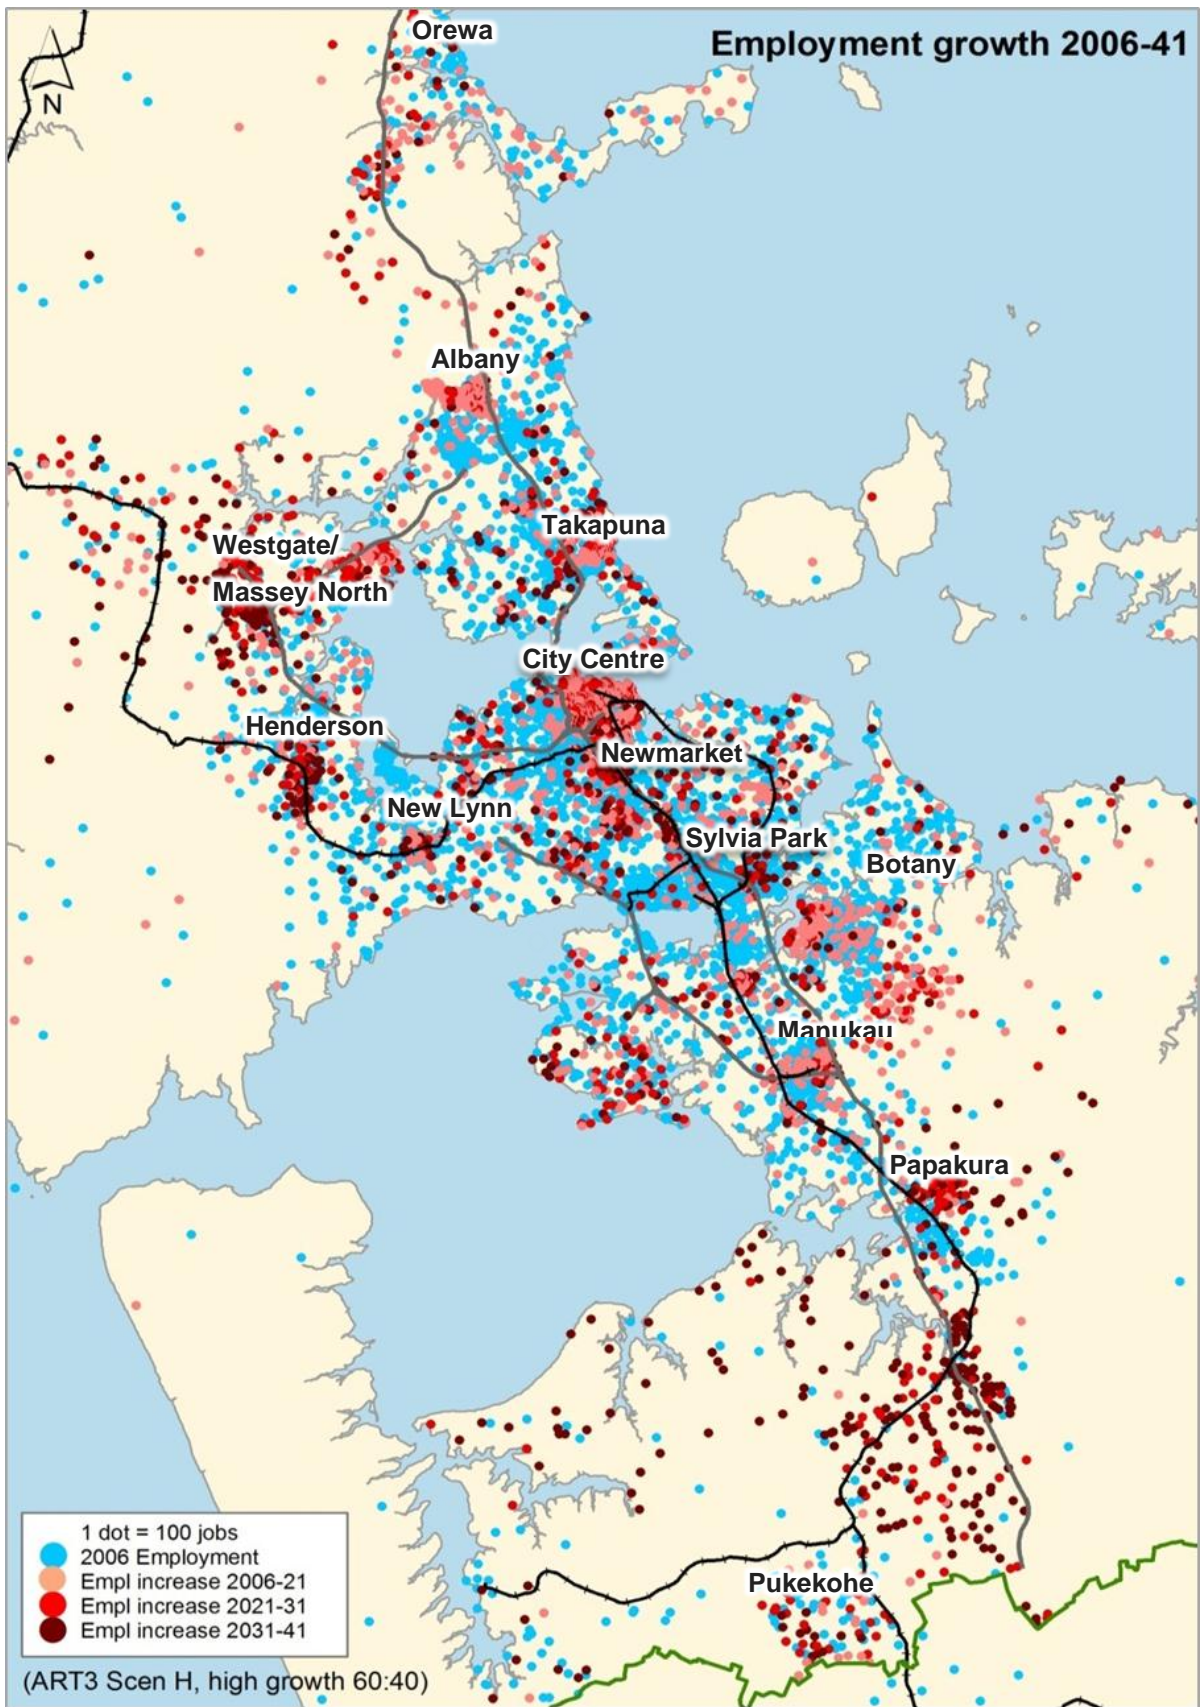 Orewa
Employment growth 2006-41
N
Albany
Takapuna
Westgate/
Massey North
City Centre
Henderson
Newmarket
New Lynn
Sylvia Park
Botany
Manukau
Papakura
Pukekohe
1 dot = 100 jobs
2006 Employment
Empl increase 2006-21
Empl increase 2021-31
Empl increase 2031-41
(ART3 Scen H, high growth 60:40)